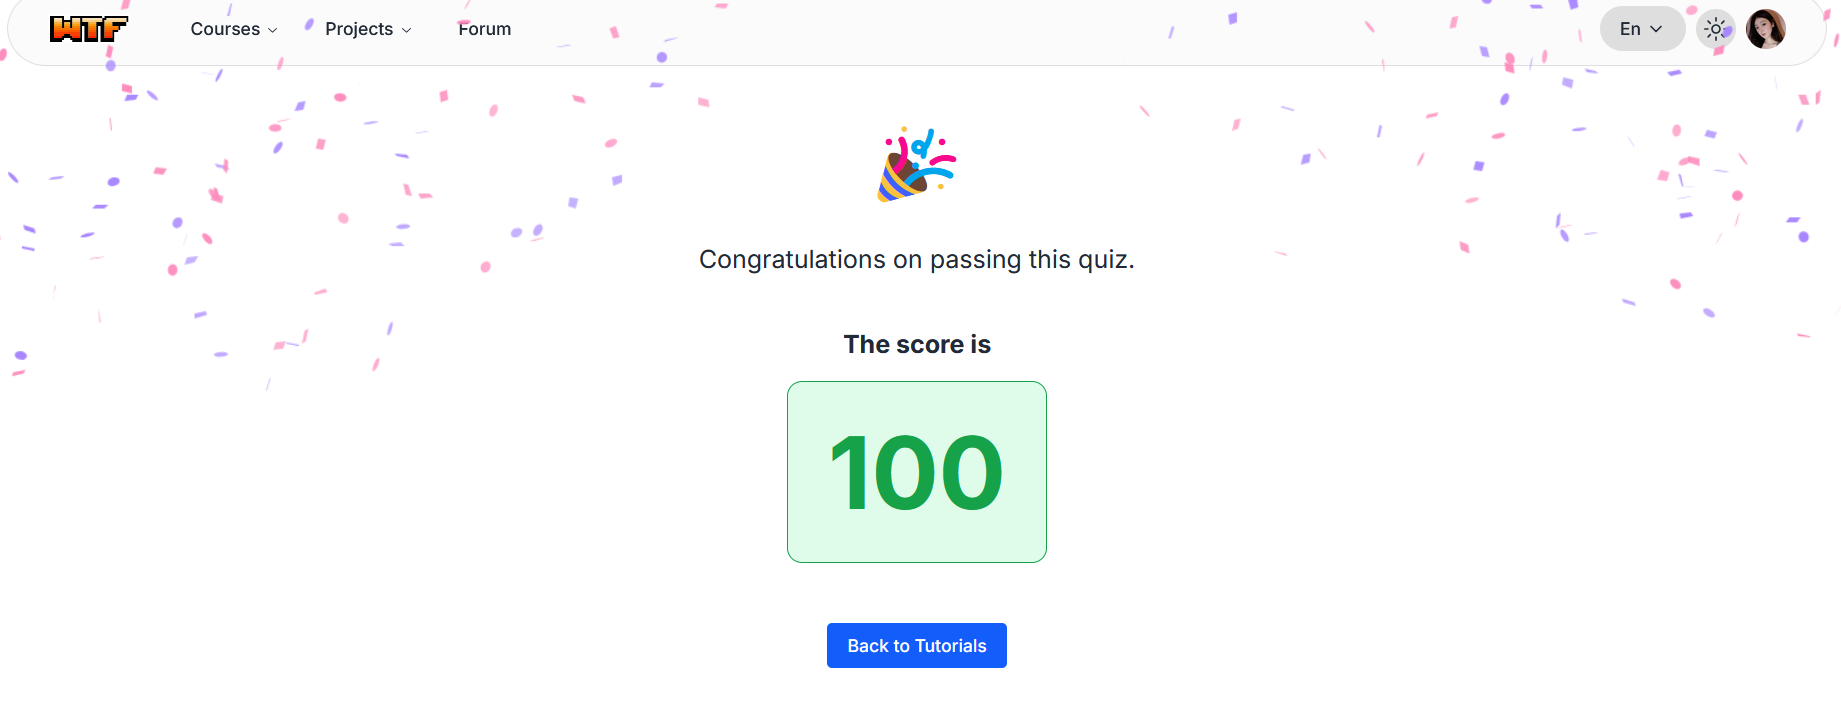 WTF Courses Projects Forum En
Congratulations on passing this quiz.
The score is
100
Back to Tutorials